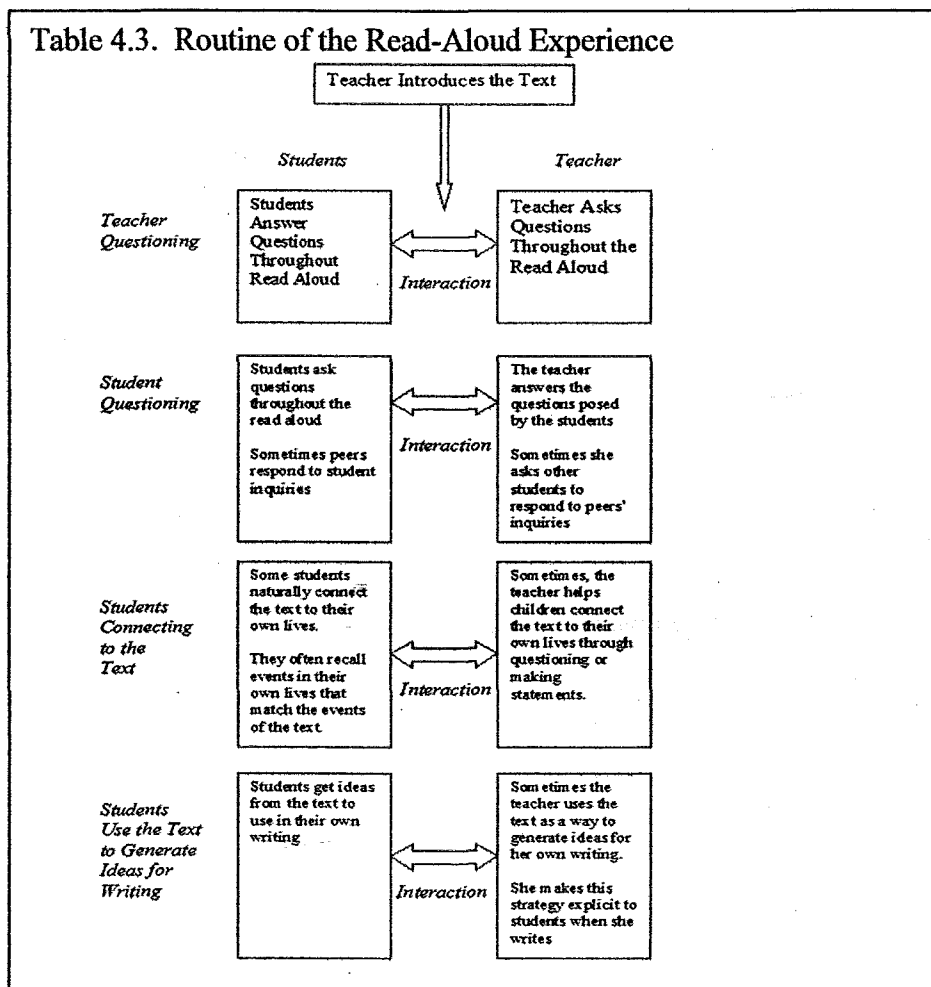 Table 4.3. Routine of the Read-Aloud Experience
Teacher Introduces the Text
Students
Teacher
Teacher
Questioning
Students
Answer
Questions
Throughout
Read Aloud
Interaction
Teacher Asks
Questions
Throughout the
Read Aloud
Student
Questioning
Students ask
questions
throughout the
read aloud
Sometimes peers
respond to student
inquiries
Interaction
The teacher
answers the
questions posed
by the students
Sometimes she
asks other
students to
respond to peers'
inquiries
Students
Connecting
to the
Text
Some students
naturally connect
the text to their
own lives.
They often recall
events in their
own lives that
match the events
of the text.
Interaction
Sometimes, the
teacher helps
children connect
the text to their
own lives through
questioning or
making
statements.
Students
Use the Text
to Generate
Ideas for
Writing
Students get ideas
from the text to
use in their own
writing
Interaction
Sometimes the
teacher uses the
text as a way to
generate ideas for
her own writing.
She makes this
strategy explicit to
students when she
writes